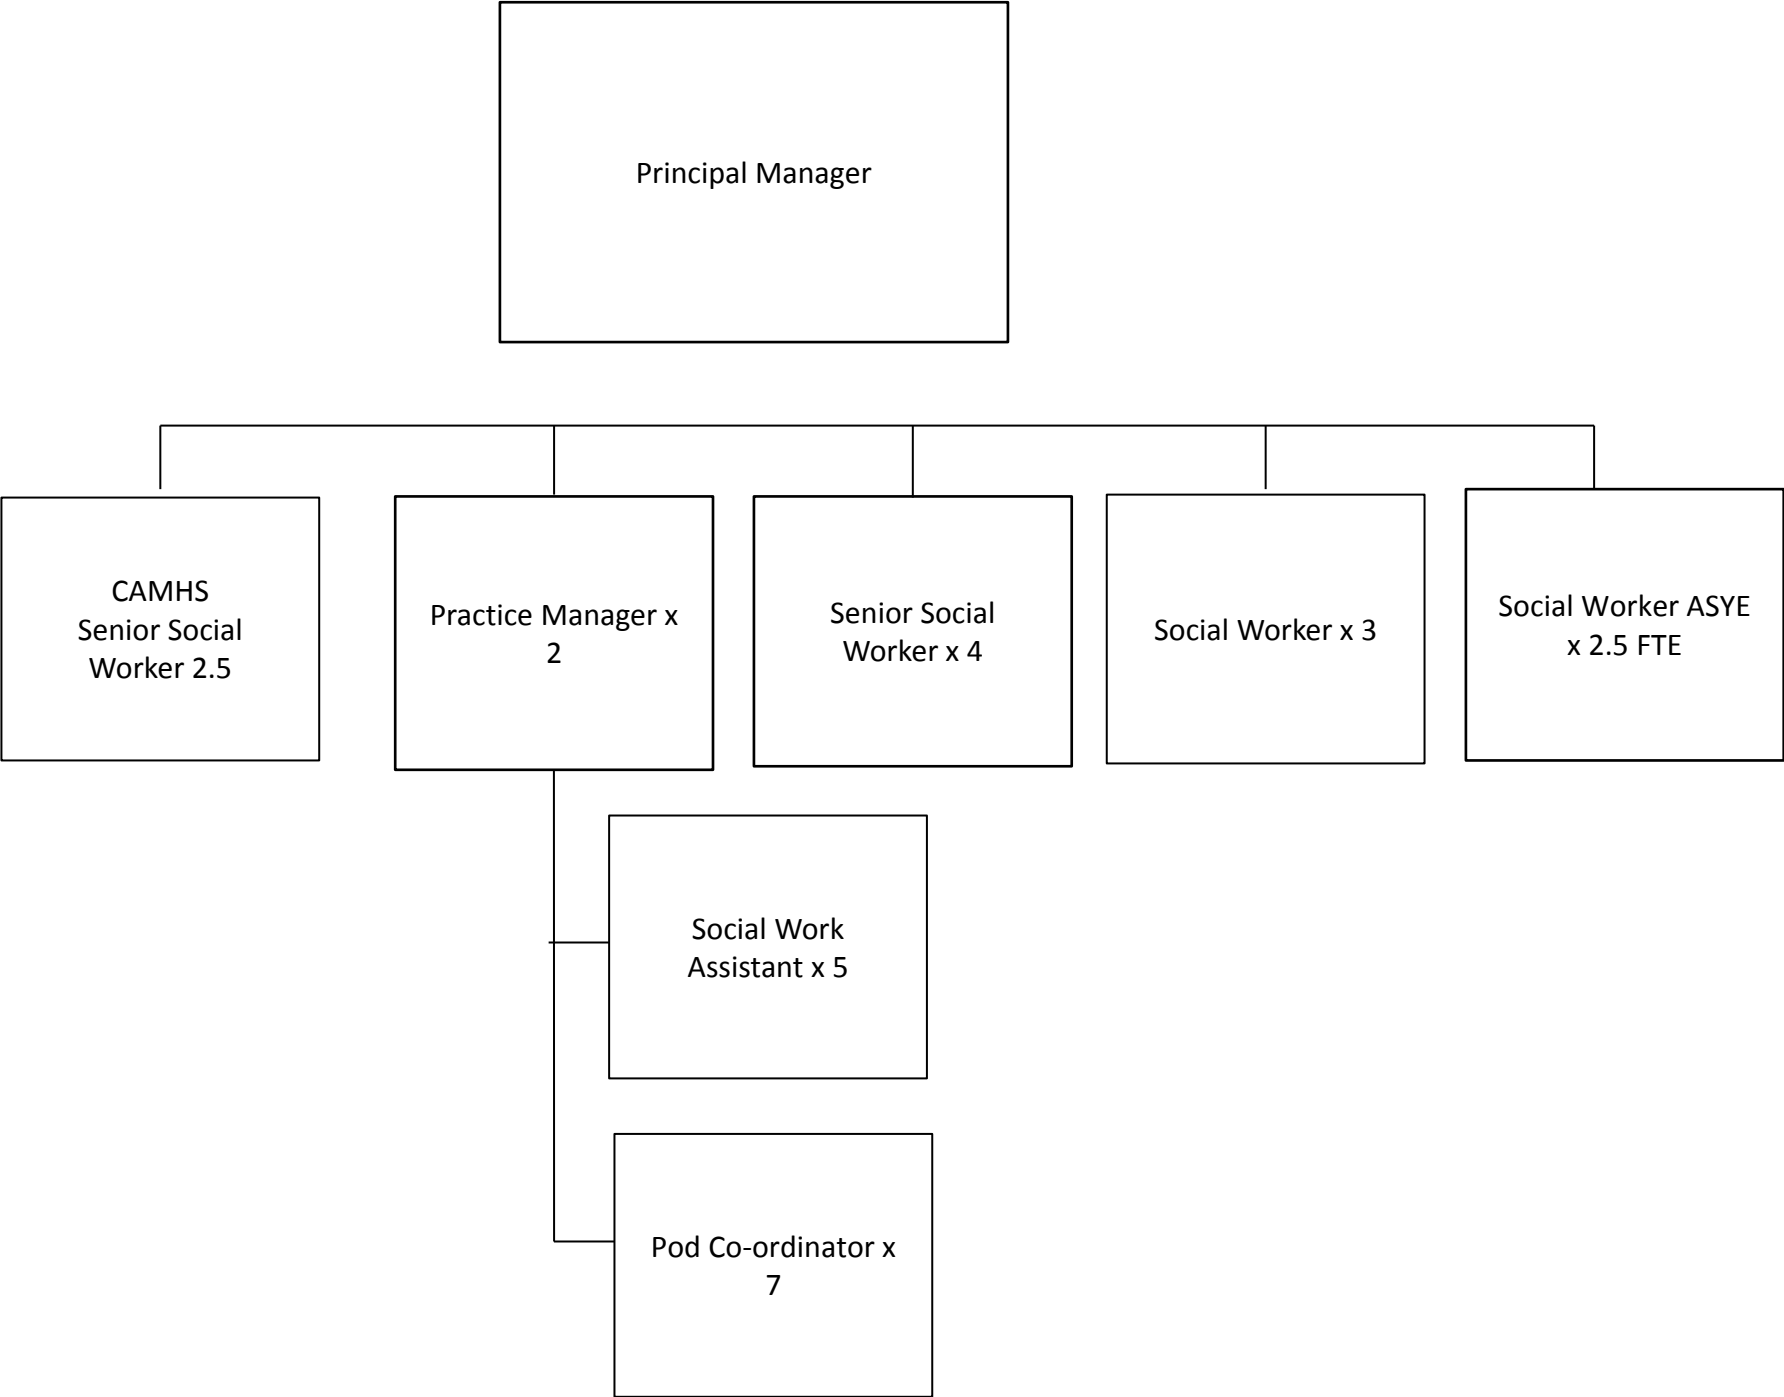 Principal Manager
CAMHS
Senior Social
Worker 2.5
Practice Manager x
2
Senior Social
Worker x 4
Social Worker x 3
Social Worker ASYE
x 2.5 FTE
Social Work
Assistant x 5
Pod Co-ordinator x
7